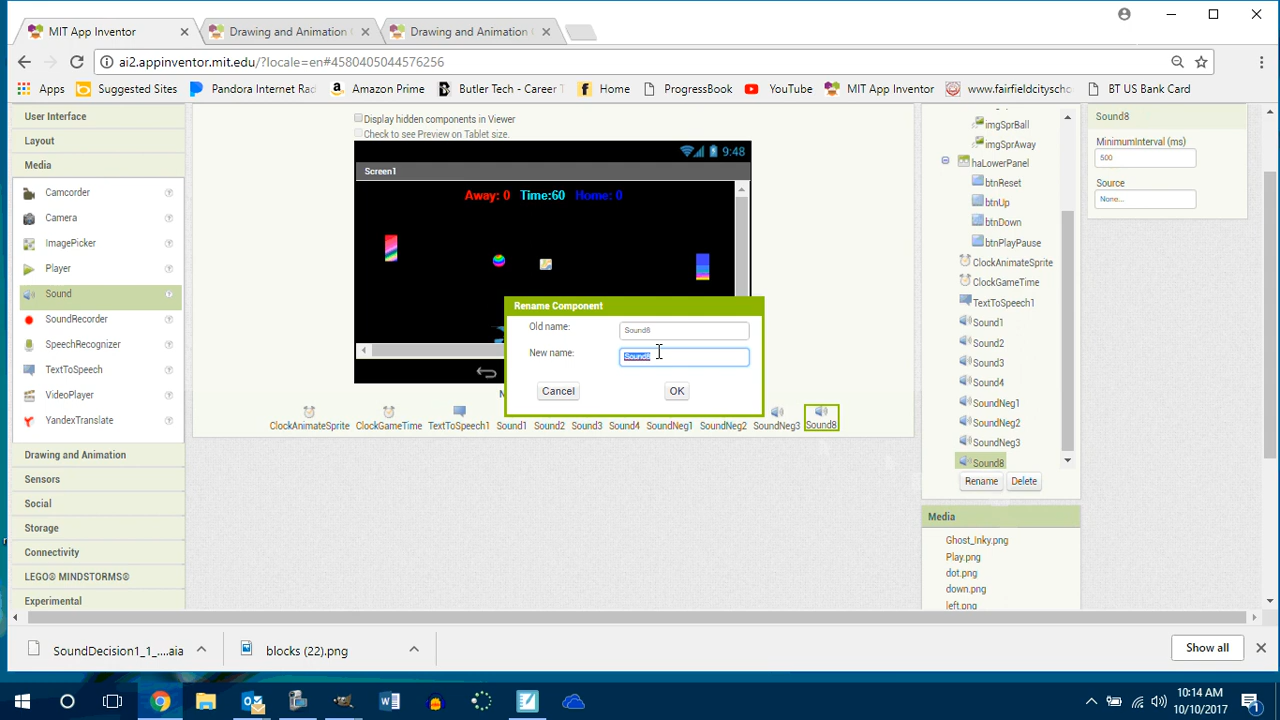 MIT App Inventor
Drawing and Animation
Drawing and Animation
ai2.appinventor.mit.edu/?locale=en#4580405044576256
Apps
Suggested Sites
Pandora Internet Rad
Amazon Prime
Butler Tech - Career T
Home
ProgressBook
YouTube
MIT App Inventor
www.fairfieldcityscho
BT US Bank Card
User Interface
Layout
Media
Camcorder
Camera
ImagePicker
Player
Sound
SoundRecorder
SpeechRecognizer
TextToSpeech
VideoPlayer
YandexTranslate
Drawing and Animation
Sensors
Social
Storage
Connectivity
LEGO® MINDSTORMS®
Experimental
Display hidden components in Viewer
Check to see Preview on Tablet size.
9:48
Screen1
Away: 0 Time:60 Home: 0
Rename Component
Old name:
Sound8
New name:
Sound8
Cancel
OK
N
ClockAnimateSprite
ClockGameTime
TextToSpeech1
Sound1
Sound2
Sound3
Sound4
SoundNeg1
SoundNeg2
SoundNeg3
Sound8
imgSprBall
imgSprAway
haLowerPanel
btnReset
btnUp
btnDown
btnPlayPause
ClockAnimateSprite
ClockGameTime
TextToSpeech1
Sound1
Sound2
Sound3
Sound4
SoundNeg1
SoundNeg2
SoundNeg3
Sound8
Rename
Delete
Media
Ghost_Inky.png
Play.png
dot.png
down.png
left.png
Sound8
MinimumInterval (ms)
500
Source
None...
SoundDecision1_1_....aia
blocks (22).png
Show all
10:14 AM
10/10/2017